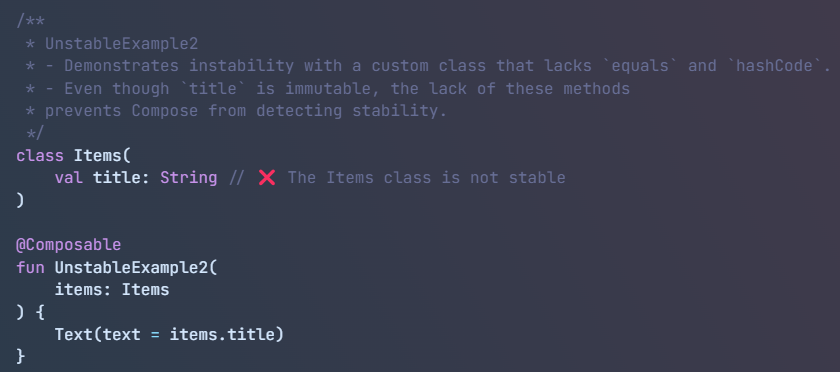 /**
 * UnstableExample2
 * - Demonstrates instability with a custom class that lacks `equals` and `hashCode`.
 * - Even though `title` is immutable, the lack of these methods
 * prevents Compose from detecting stability.
 */
class Items(
    val title: String // ❌ The Items class is not stable
)

@Composable
fun UnstableExample2(
    items: Items
) {
    Text(text = items.title)
}